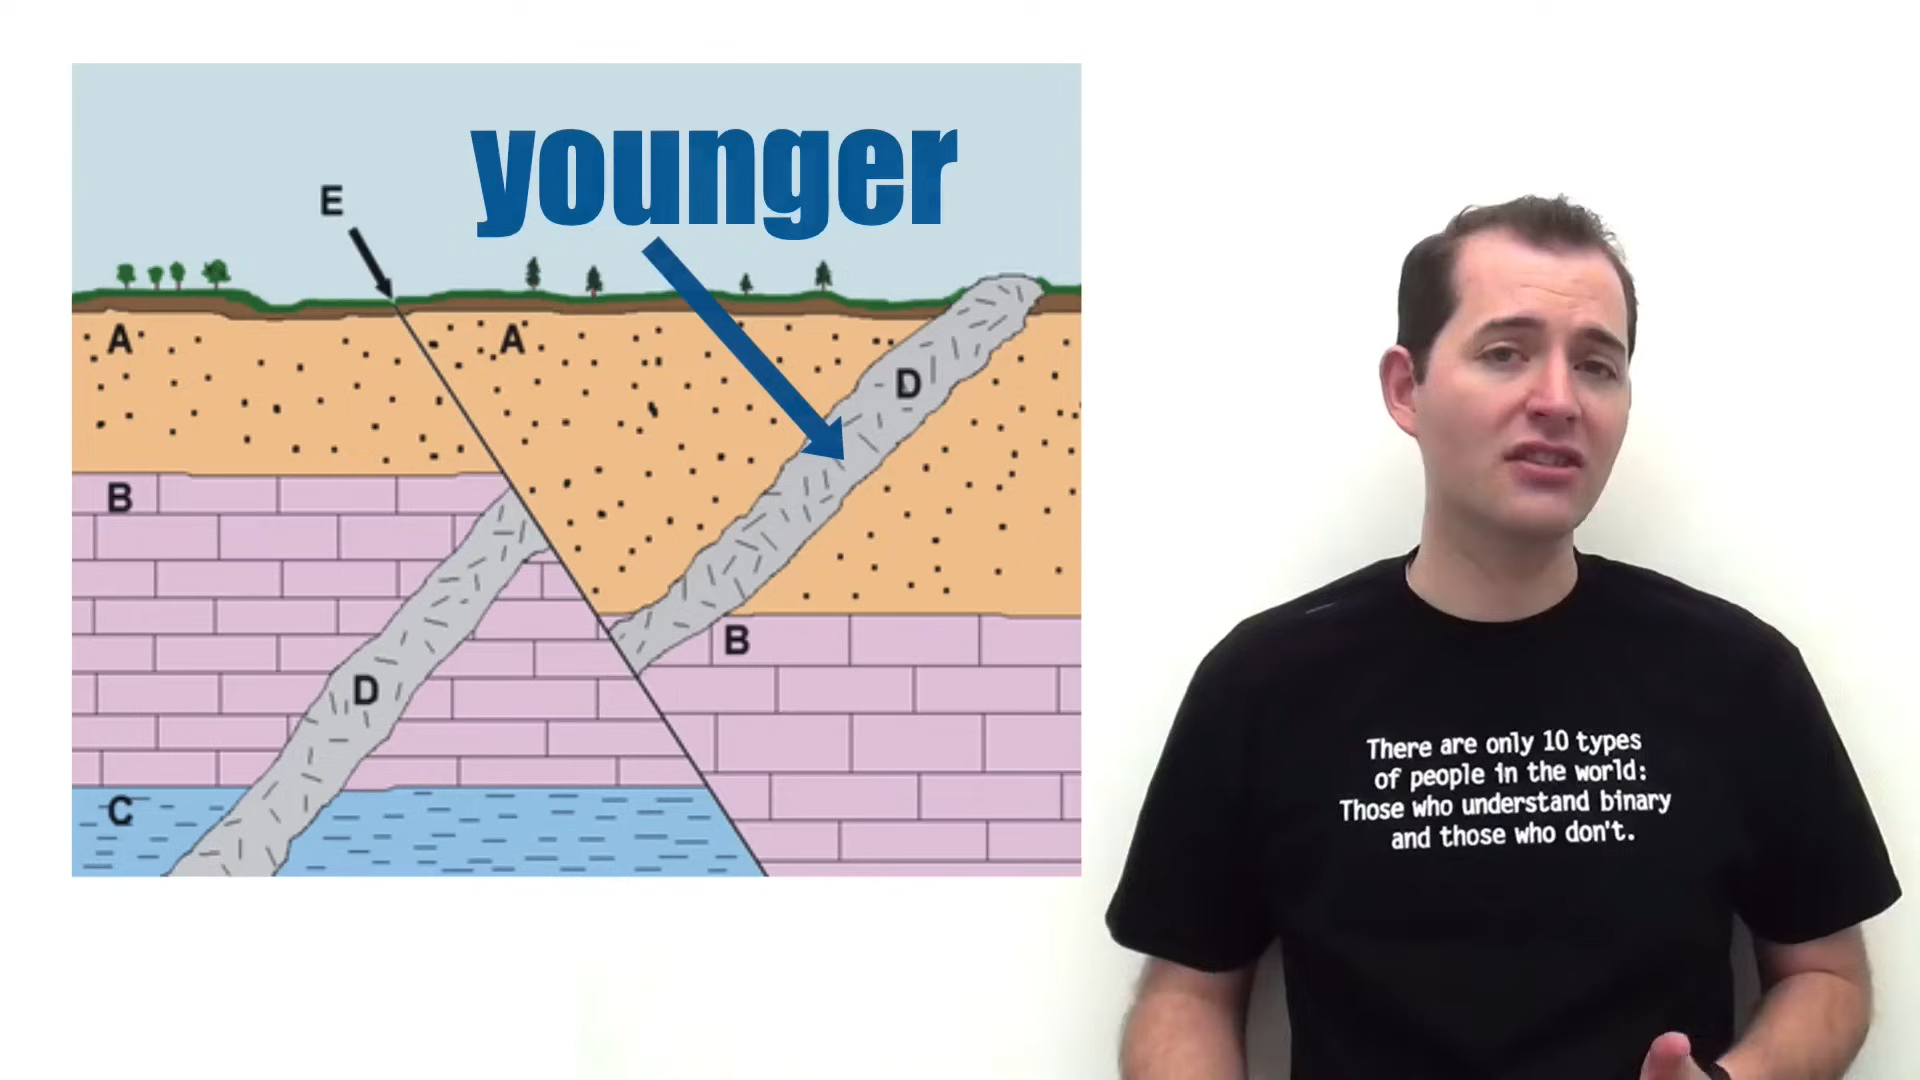 younger
E
A
A
D
B
B
D
C
There are only 10 types
of people in the world:
Those who understand binary
and those who don't.